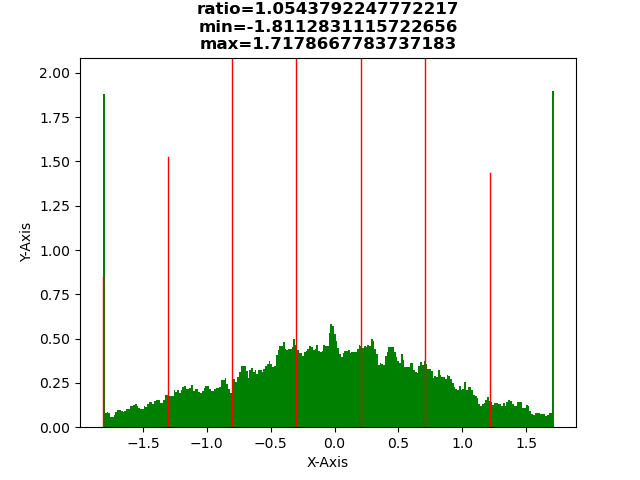 ratio=1.0543792247772217
min=-1.8112831115722656
max=1.7178667783737183
2.00
1.75
1.50
1.25
1.00
0.75
0.50
0.25
0.00
Y-Axis
−1.5 −1.0 −0.5 0.0 0.5 1.0 1.5
X-Axis